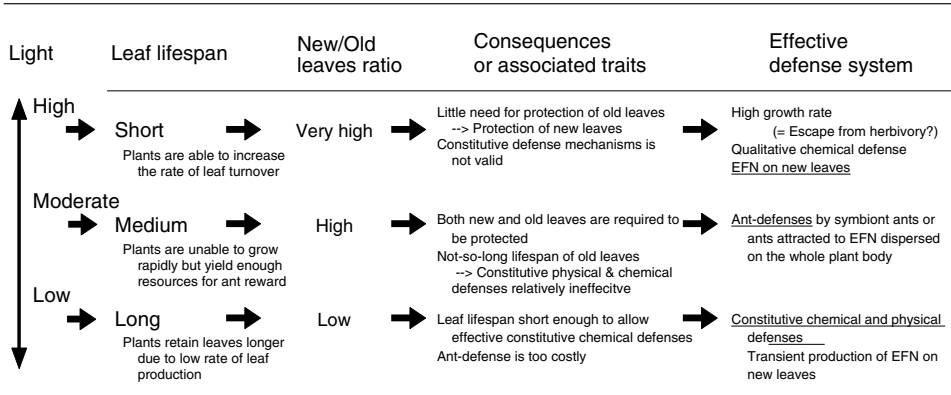 Light
Leaf lifespan
New/Old
leaves ratio
Consequences
or associated traits
Effective
defense system
High
Short
Plants are able to increase
the rate of leaf turnover
Very high
Little need for protection of old leaves
--> Protection of new leaves
Constitutive defense mechanisms is
not valid
High growth rate
(= Escape from herbivory?)
Qualitative chemical defense
EFN on new leaves
Moderate
Medium
Plants are unable to grow
rapidly but yield enough
resources for ant reward
High
Both new and old leaves are required to
be protected
Not-so-long lifespan of old leaves
--> Constitutive physical & chemical
defenses relatively ineffecitve
Ant-defenses by symbiont ants or
ants attracted to EFN dispersed
on the whole plant body
Low
Long
Plants retain leaves longer
due to low rate of leaf
production
Low
Leaf lifespan short enough to allow
effective constitutive chemical defenses
Ant-defense is too costly
Constitutive chemical and physical
defenses
Transient production of EFN on
new leaves